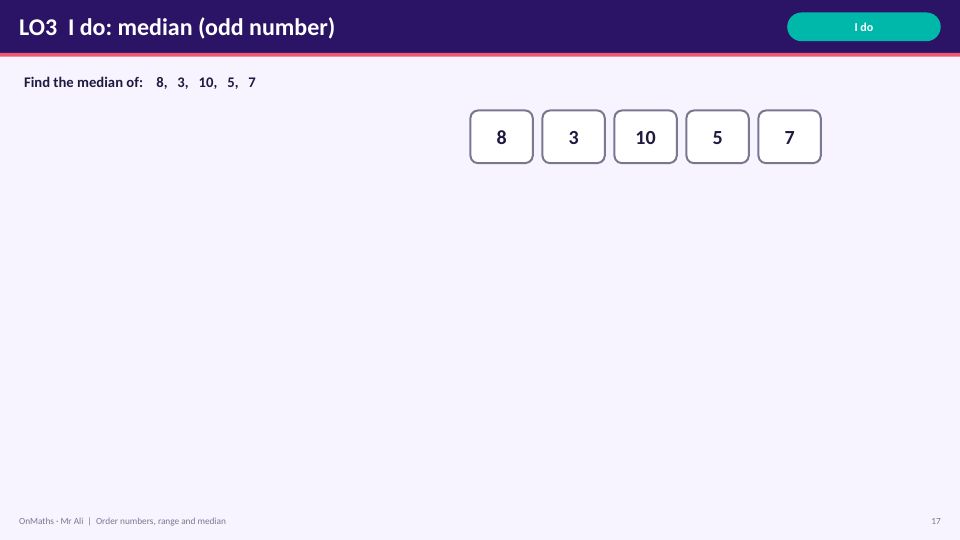 LO3 I do: median (odd number)
I do
Find the median of: 8, 3, 10, 5, 7
8 3 10 5 7
OnMaths - Mr Ali | Order numbers, range and median
17